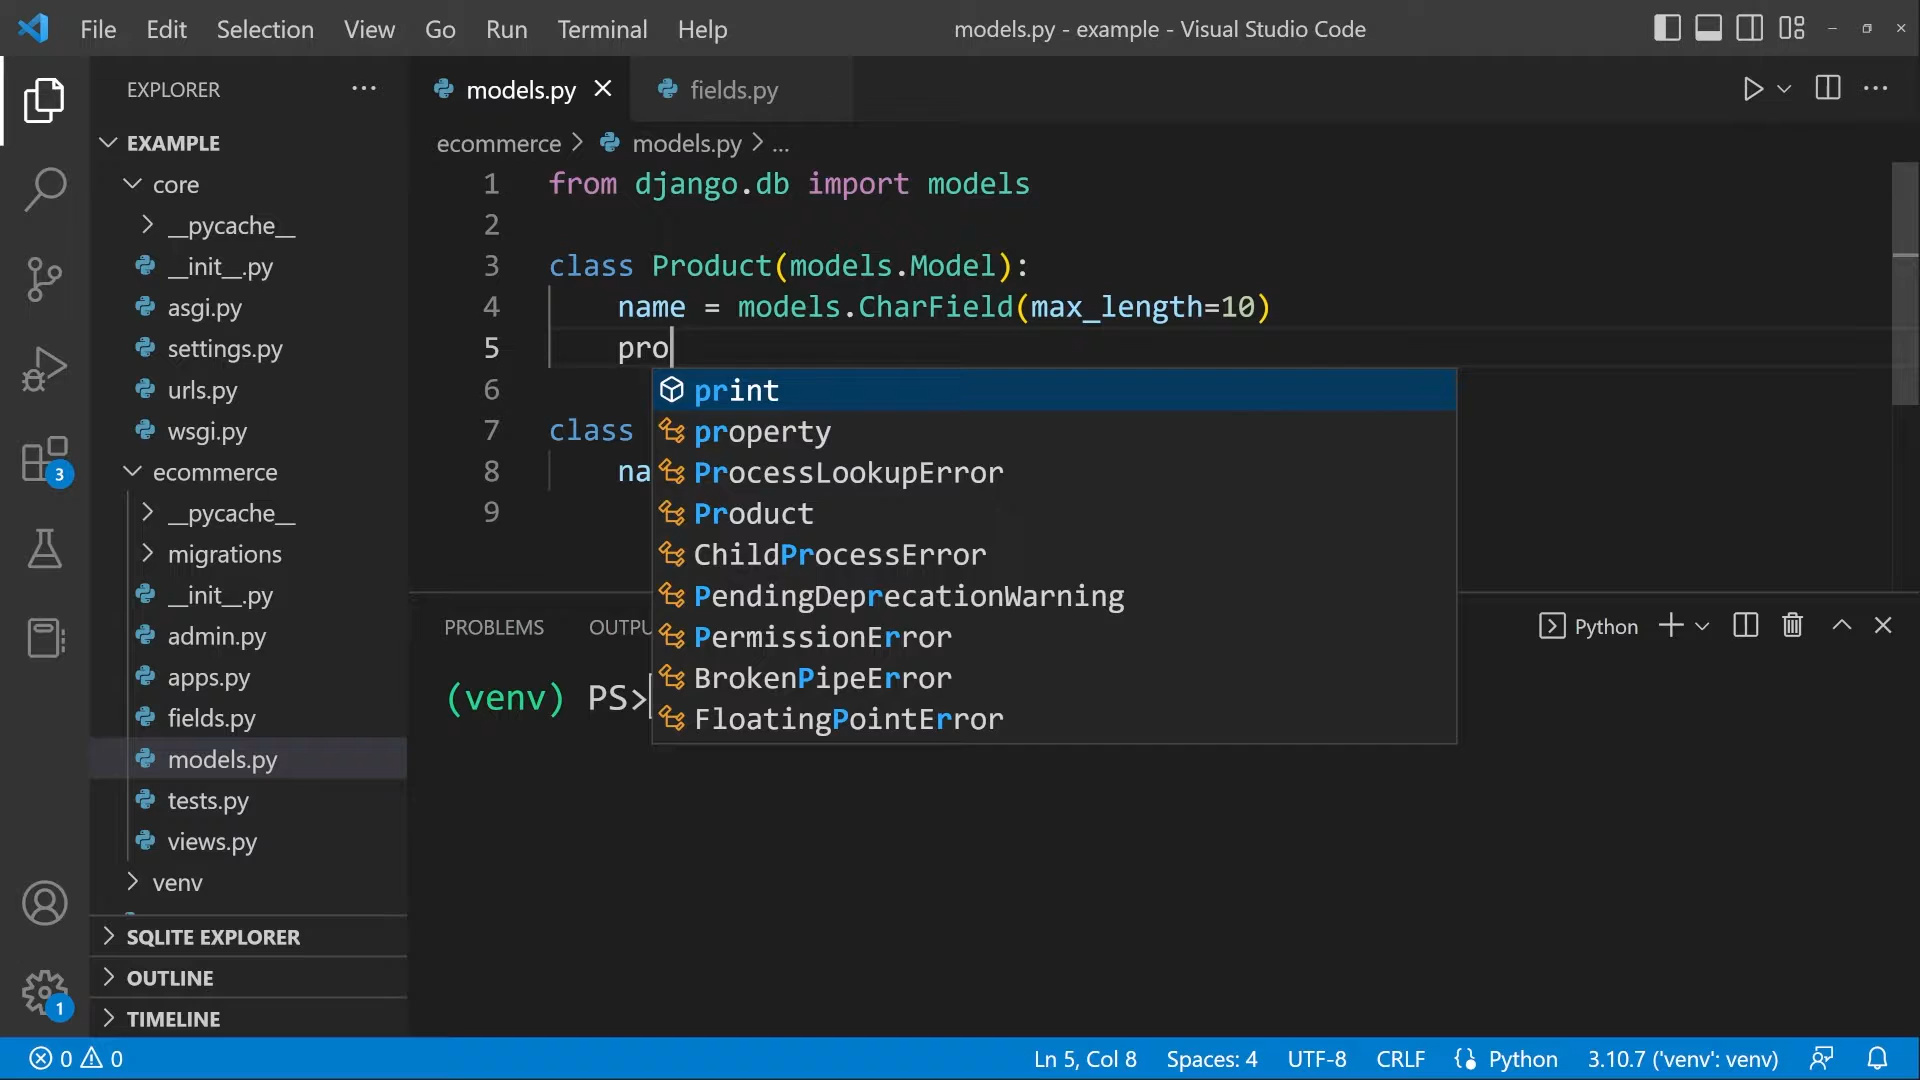 File Edit Selection View Go Run Terminal Help
models.py - example - Visual Studio Code
EXPLORER
EXAMPLE
core
__pycache__
__init__.py
asgi.py
settings.py
urls.py
wsgi.py
ecommerce
__pycache__
migrations
__init__.py
admin.py
apps.py
fields.py
models.py
tests.py
views.py
venv
SQLITE EXPLORER
OUTLINE
TIMELINE
3
1
models.py
fields.py
ecommerce > models.py > ...
1 from django.db import models
2
3 class Product(models.Model):
4 name = models.CharField(max_length=10)
5 pro
6
7 class
8 na
9
print
property
ProcessLookupError
Product
ChildProcessError
PendingDeprecationWarning
PermissionError
BrokenPipeError
FloatingPointError
PROBLEMS OUTPU
Python
(venv) PS>
0 0
Ln 5, Col 8 Spaces: 4 UTF-8 CRLF Python 3.10.7 ('venv': venv)